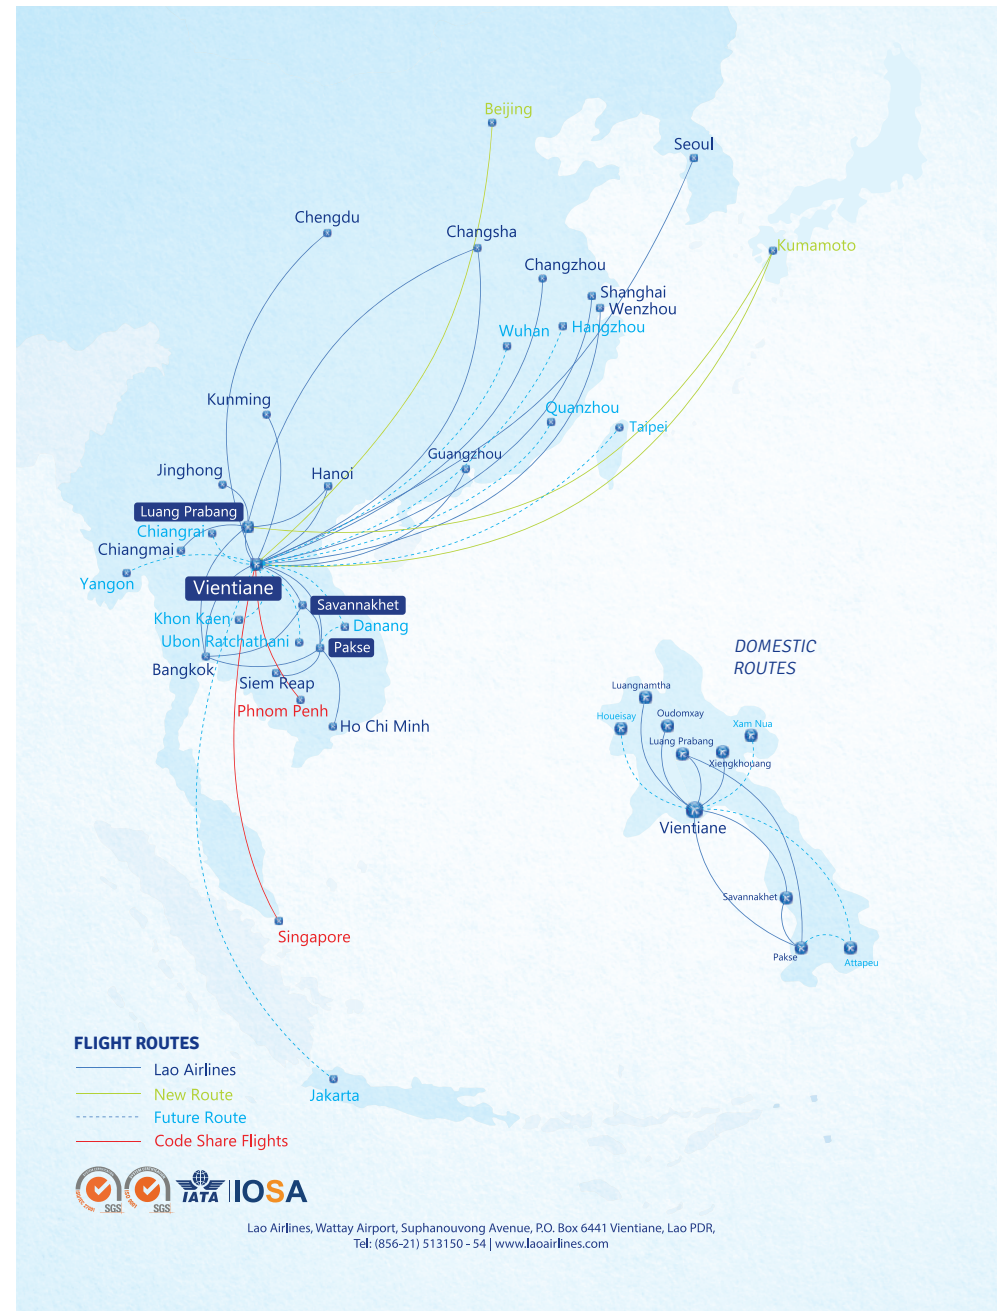 Beijing
Seoul
Chengdu
Changsha
Kumamoto
Changzhou
Shanghai
Wenzhou
Wuhan
Hangzhou
Kunming
Quanzhou
Taipei
Guangzhou
Jinghong
Hanoi
Luang Prabang
Chiangrai
Chiangmai
Yangon
Vientiane
Savannakhet
Khon Kaen
Danang
Ubon Ratchathani
Pakse
Bangkok
Siem Reap
Phnom Penh
Ho Chi Minh
Singapore
Jakarta
DOMESTIC
ROUTES
Luangnamtha
Houeisay
Oudomxay
Xam Nua
Luang Prabang
Xiengkhouang
Vientiane
Savannakhet
Pakse
Attapeu
FLIGHT ROUTES
Lao Airlines
New Route
Future Route
Code Share Flights
SGS
SGS
IATA
IOSA
Lao Airlines, Wattay Airport, Suphanouvong Avenue, P.O. Box 6441 Vientiane, Lao PDR,
Tel: (856-21) 513150 - 54 | www.laoairlines.com